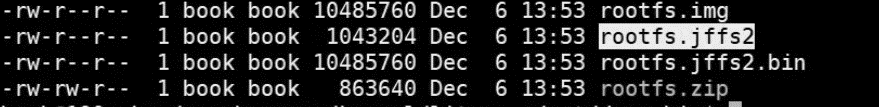 -rw-r--r-- 1 book book 10485760 Dec 6 13:53 rootfs.img
-rw-r--r-- 1 book book 1043204 Dec 6 13:53 rootfs.jffs2
-rw-r--r-- 1 book book 10485760 Dec 6 13:53 rootfs.jffs2.bin
-rw-rw-r-- 1 book book 863640 Dec 6 13:53 rootfs.zip